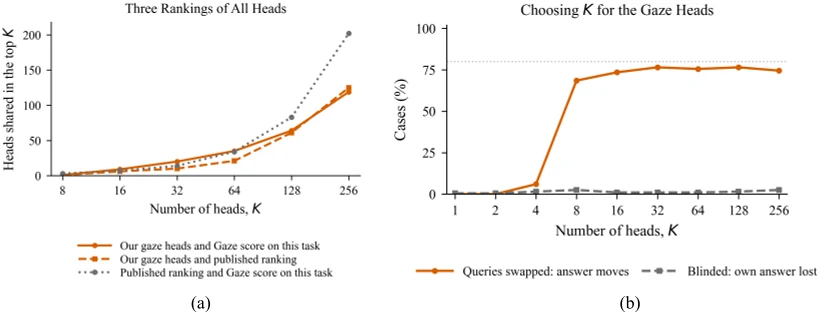 Three Rankings of All Heads
Heads shared in the top K
200
150
100
50
0
8 16 32 64 128 256
Number of heads, K
Our gaze heads and Gaze score on this task
Our gaze heads and published ranking
Published ranking and Gaze score on this task
(a)
Choosing K for the Gaze Heads
Cases (%)
100
75
50
25
0
1 2 4 8 16 32 64 128 256
Number of heads, K
Queries swapped: answer moves
Blinded: own answer lost
(b)